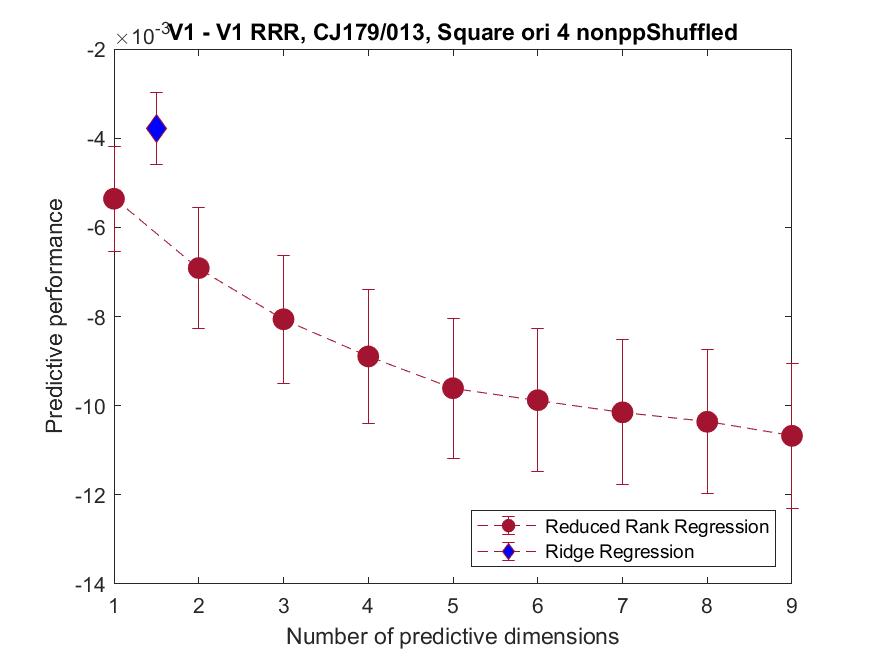 ×10-3
V1 - V1 RRR, CJ179/013, Square ori 4 nonppShuffled
-2
-4
-6
-8
-10
-12
-14
Predictive performance
1 2 3 4 5 6 7 8 9
Number of predictive dimensions
Reduced Rank Regression
Ridge Regression